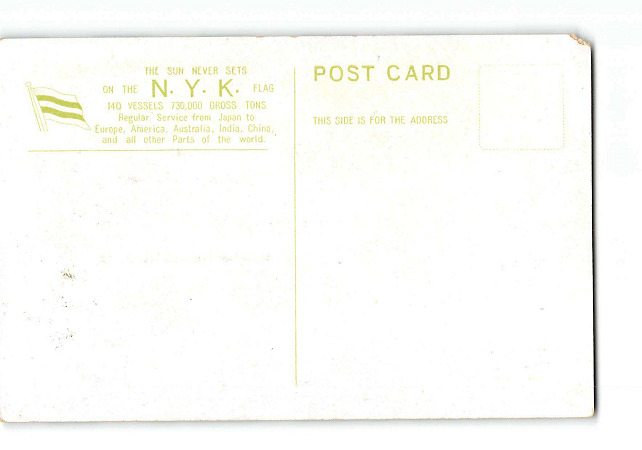 THE SUN NEVER SETS
ON THE N. Y. K. FLAG
140 VESSELS 730,000 GROSS TONS
Regular Service from Japan to
Europe, America, Australia, India, China,
and all other Parts of the world.
POST CARD
THIS SIDE IS FOR THE ADDRESS